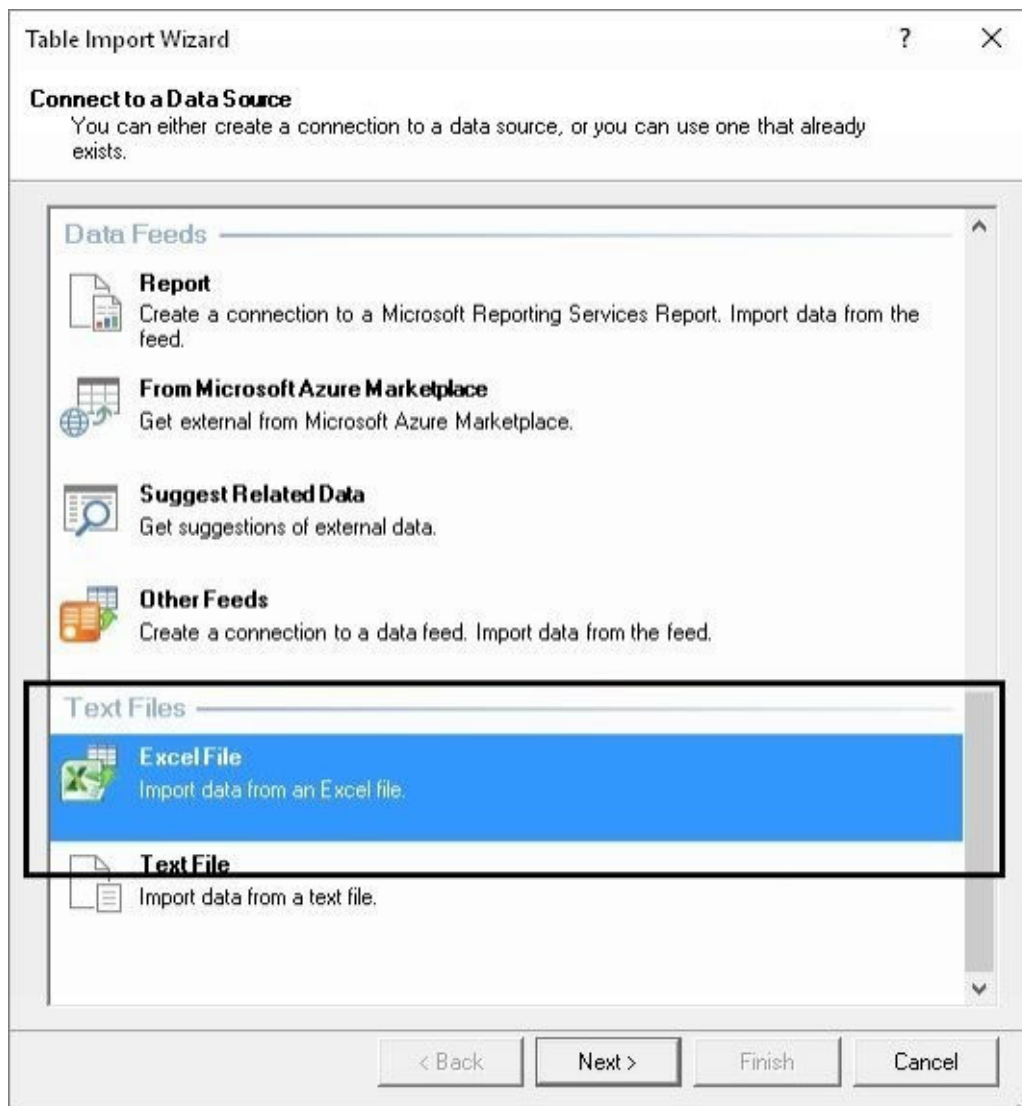 Table Import Wizard ? ×
Connect to a Data Source
You can either create a connection to a data source, or you can use one that already
exists.
Data Feeds
Report
Create a connection to a Microsoft Reporting Services Report. Import data from the
feed.
From Microsoft Azure Marketplace
Get external from Microsoft Azure Marketplace.
Suggest Related Data
Get suggestions of external data.
Other Feeds
Create a connection to a data feed. Import data from the feed.
Text Files
Excel File
Import data from an Excel file.
Text File
Import data from a text file.
< Back Next > Finish Cancel